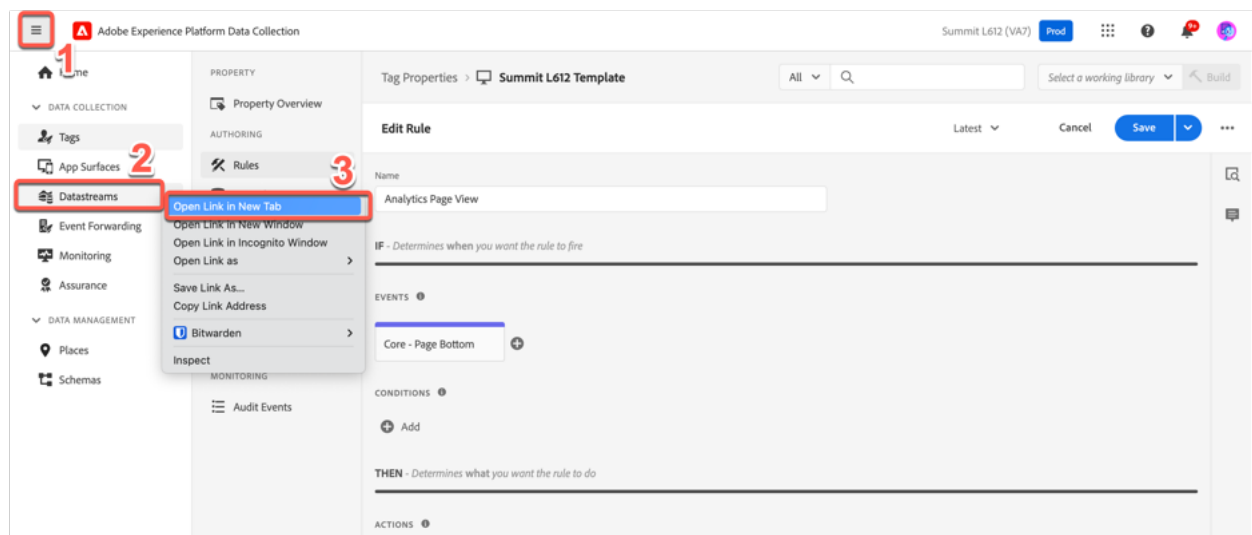 Adobe Experience Platform Data Collection
Summit L612 (VA7)
Prod
9+
1
Home
DATA COLLECTION
Tags
App Surfaces
2
Datastreams
Event Forwarding
Monitoring
Assurance
DATA MANAGEMENT
Places
Schemas
PROPERTY
Property Overview
AUTHORING
Rules
3
Open Link in New Tab
Open Link in New Window
Open Link in Incognito Window
Open Link as
Save Link As...
Copy Link Address
Bitwarden
Inspect
MONITORING
Audit Events
Tag Properties > Summit L612 Template
All
Select a working library
Build
Edit Rule
Latest
Cancel
Save
Name
Analytics Page View
IF - Determines when you want the rule to fire
EVENTS
Core - Page Bottom
CONDITIONS
Add
THEN - Determines what you want the rule to do
ACTIONS